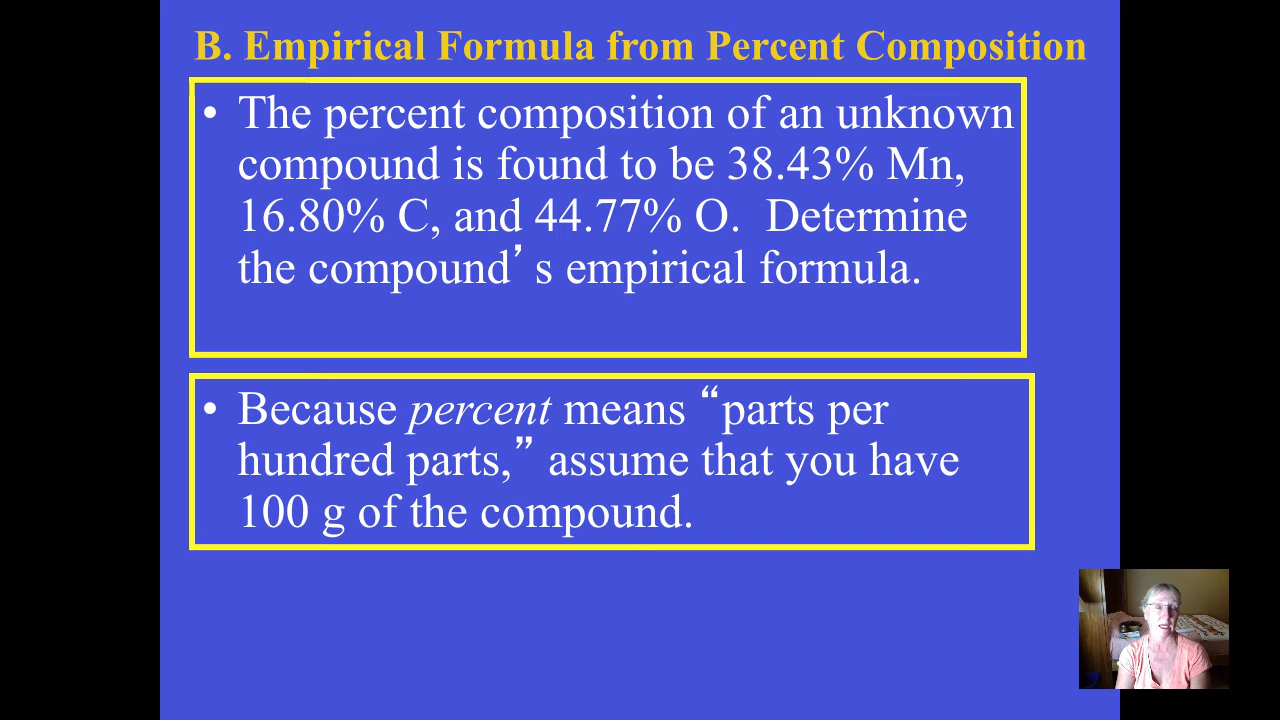 B. Empirical Formula from Percent Composition
• The percent composition of an unknown
compound is found to be 38.43% Mn,
16.80% C, and 44.77% O.  Determine
the compound’ s empirical formula.
• Because percent means “parts per
hundred parts,” assume that you have
100 g of the compound.